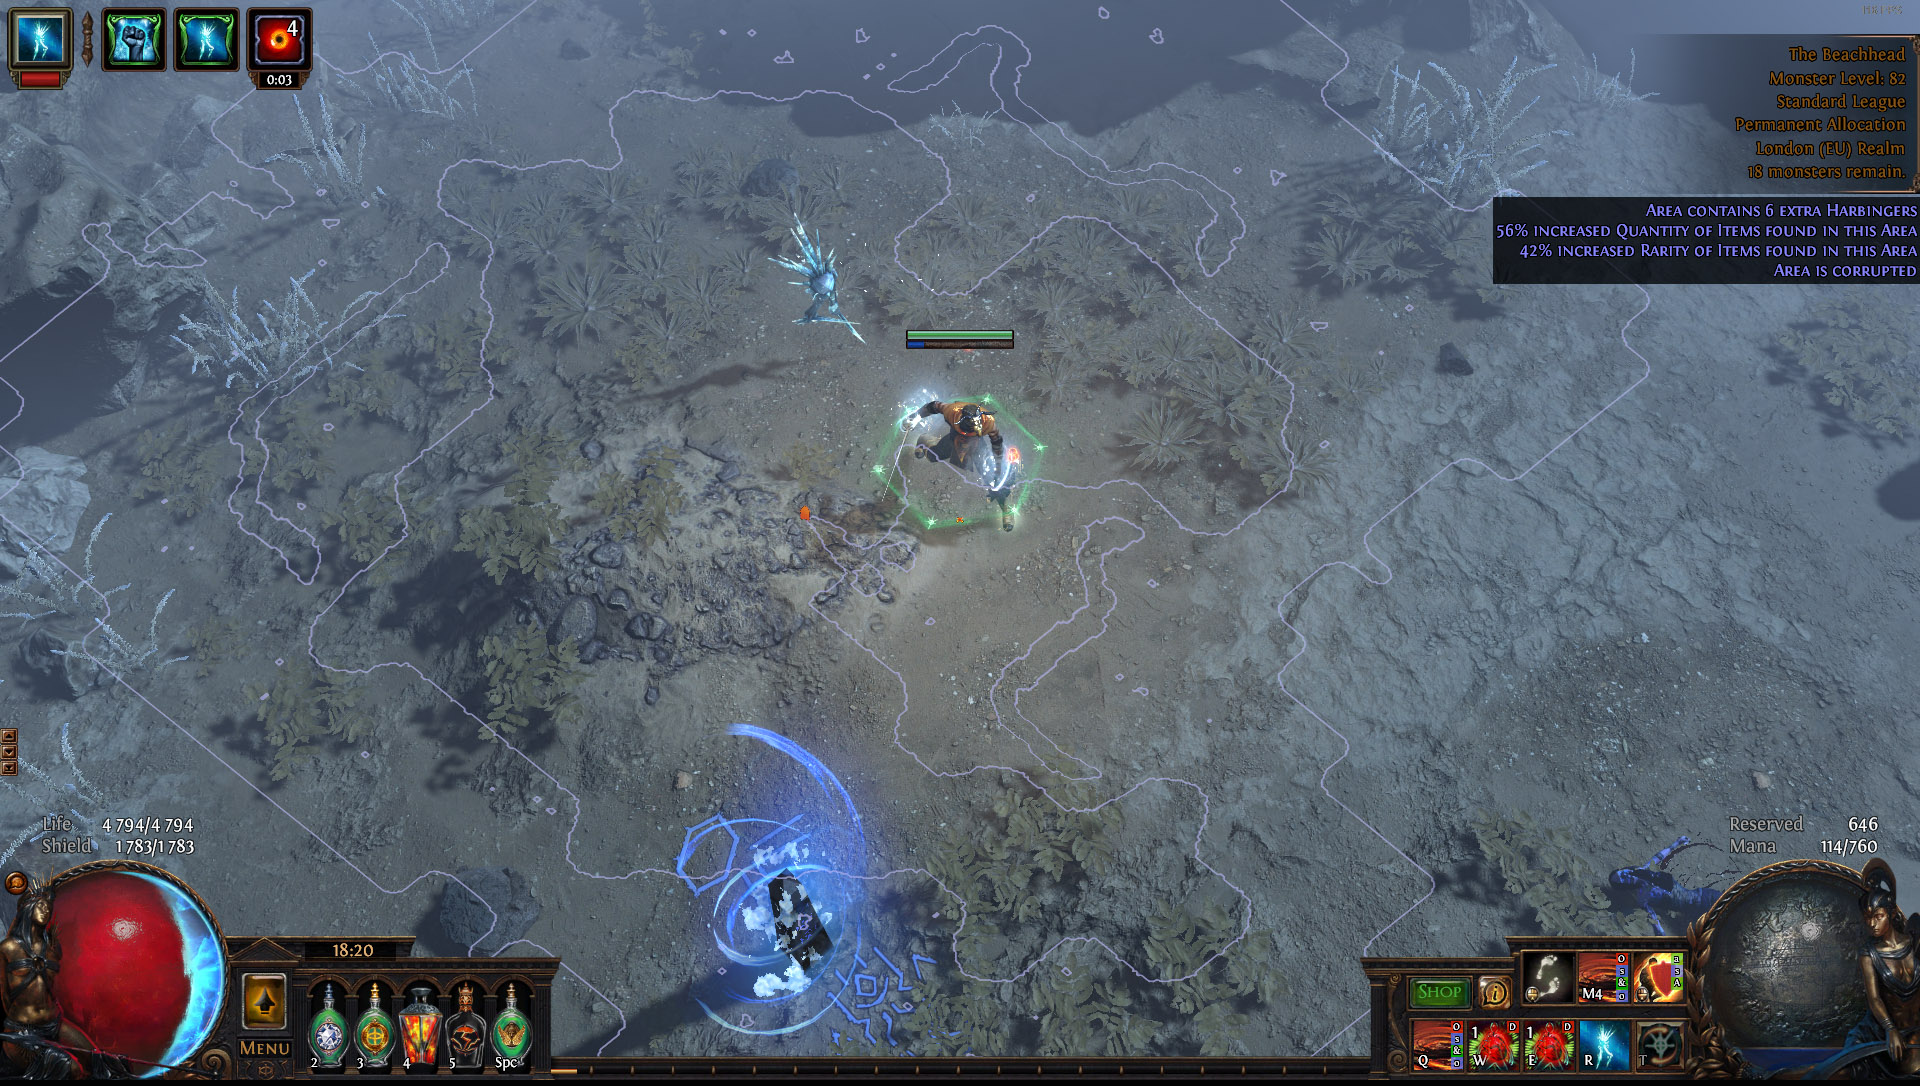 4
0:03
The Beachhead
Monster Level: 82
Standard League
Permanent Allocation
London (EU) Realm
18 monsters remain.
Area contains 6 extra Harbingers
56% increased Quantity of Items found in this Area
42% increased Rarity of Items found in this Area
Area is corrupted
Life 4 794/4 794
Shield 1 783/1 783
Reserved 646
Mana 114/760
18:20
Menu
2 3 4 5 Spc
Shop
M4
O
s
&
o
a
s
A
Q
O
s
&
o
1 W D
1 E D
R
T